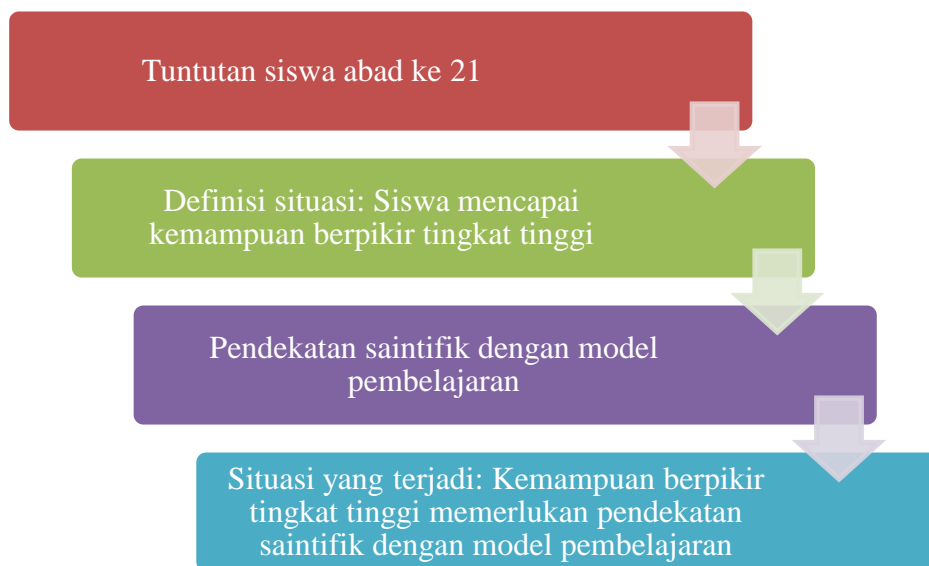 Tuntutan siswa abad ke 21
Definisi situasi: Siswa mencapai
kemampuan berpikir tingkat tinggi
Pendekatan saintifik dengan model
pembelajaran
Situasi yang terjadi: Kemampuan berpikir
tingkat tinggi memerlukan pendekatan
saintifik dengan model pembelajaran